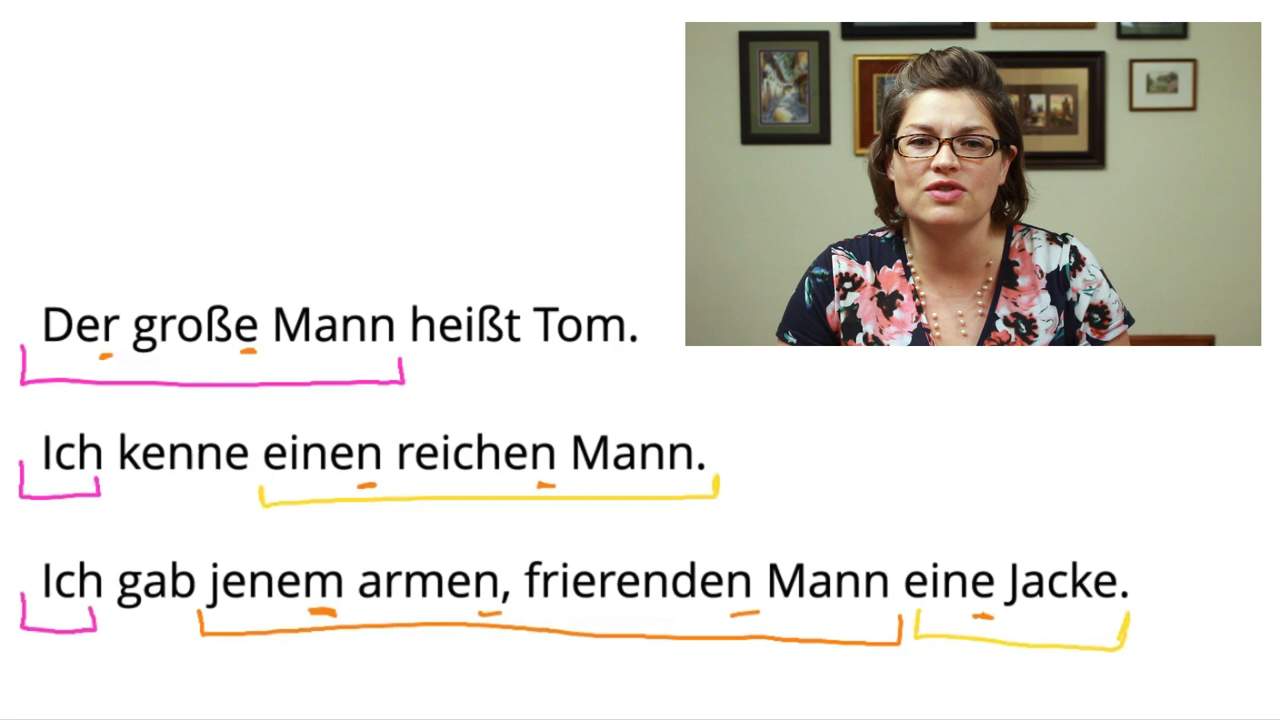 Der große Mann heißt Tom.
Ich kenne einen reichen Mann.
Ich gab jenem armen, frierenden Mann eine Jacke.